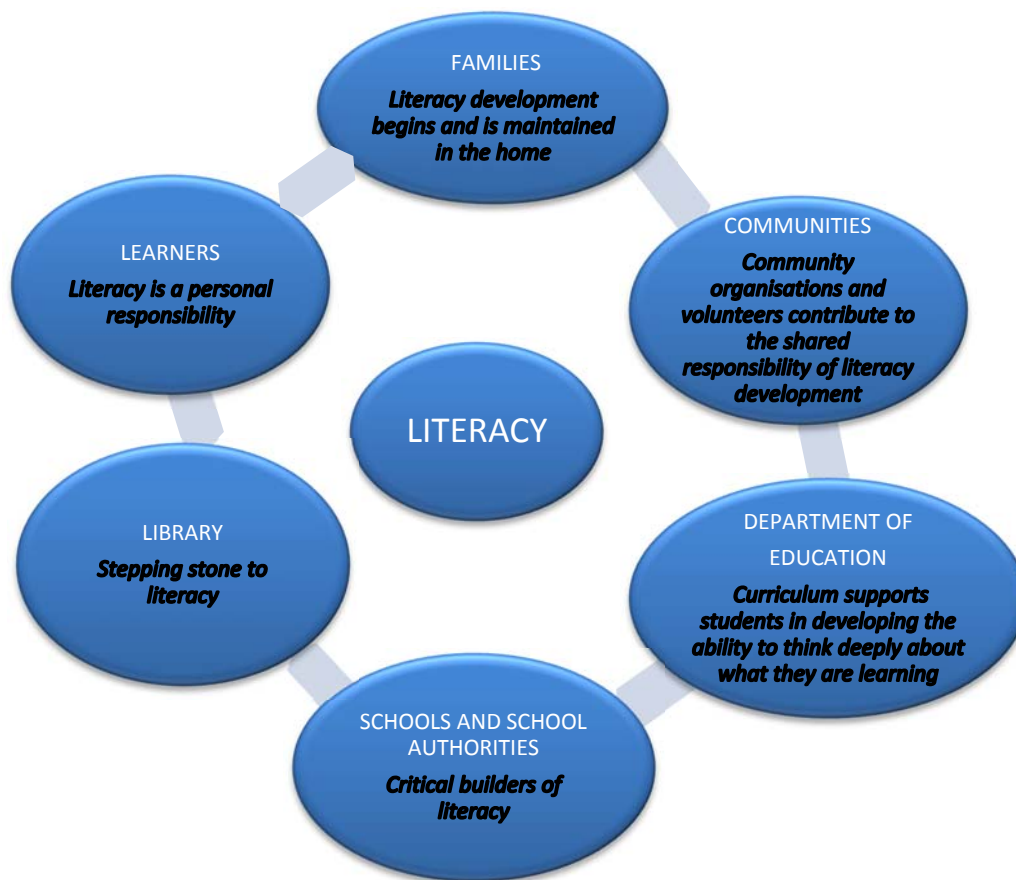 FAMILIES
Literacy development
begins and is maintained
in the home
COMMUNITIES
Community
organisations and
volunteers contribute to
the shared
responsibility of literacy
development
DEPARTMENT OF
EDUCATION
Curriculum supports
students in developing the
ability to think deeply about
what they are learning
SCHOOLS AND SCHOOL
AUTHORITIES
Critical builders of
literacy
LIBRARY
Stepping stone to
literacy
LEARNERS
Literacy is a personal
responsibility
LITERACY